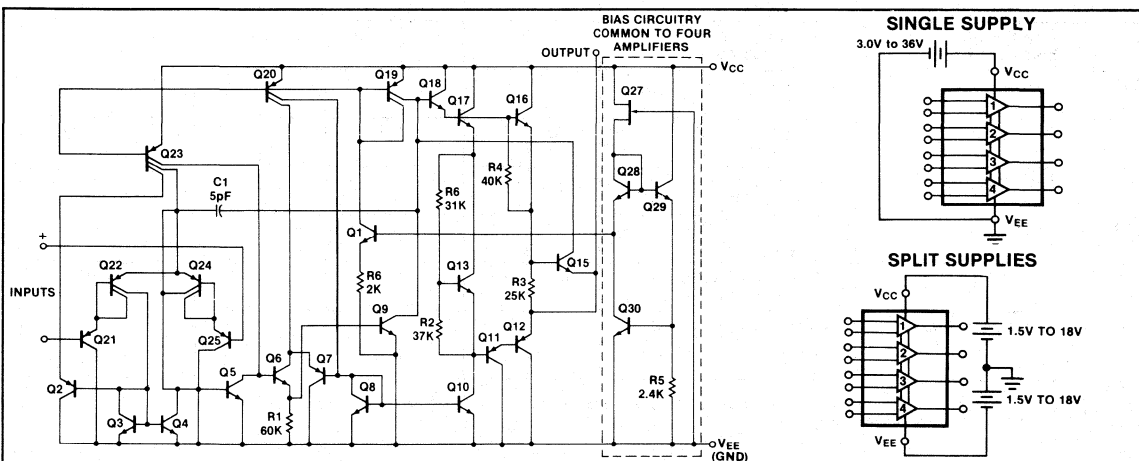 BIAS CIRCUITRY
COMMON TO FOUR
AMPLIFIERS
OUTPUT
VCC
Q20
Q19
Q18
Q17
Q16
Q27
Q23
C1
5pF
R6
31K
R4
40K
Q28
Q29
Q1
+
Q22
Q24
R6
2K
Q13
Q15
R3
25K
INPUTS
Q9
Q30
Q21
Q25
R2
37K
Q11
Q12
Q2
Q5
Q6
Q7
Q8
Q10
R5
2.4K
Q3
Q4
R1
60K
VEE
(GND)
SINGLE SUPPLY
3.0V to 36V
VCC
1
2
3
4
VEE
SPLIT SUPPLIES
VCC
1
2
3
4
1.5V TO 18V
1.5V TO 18V
VEE